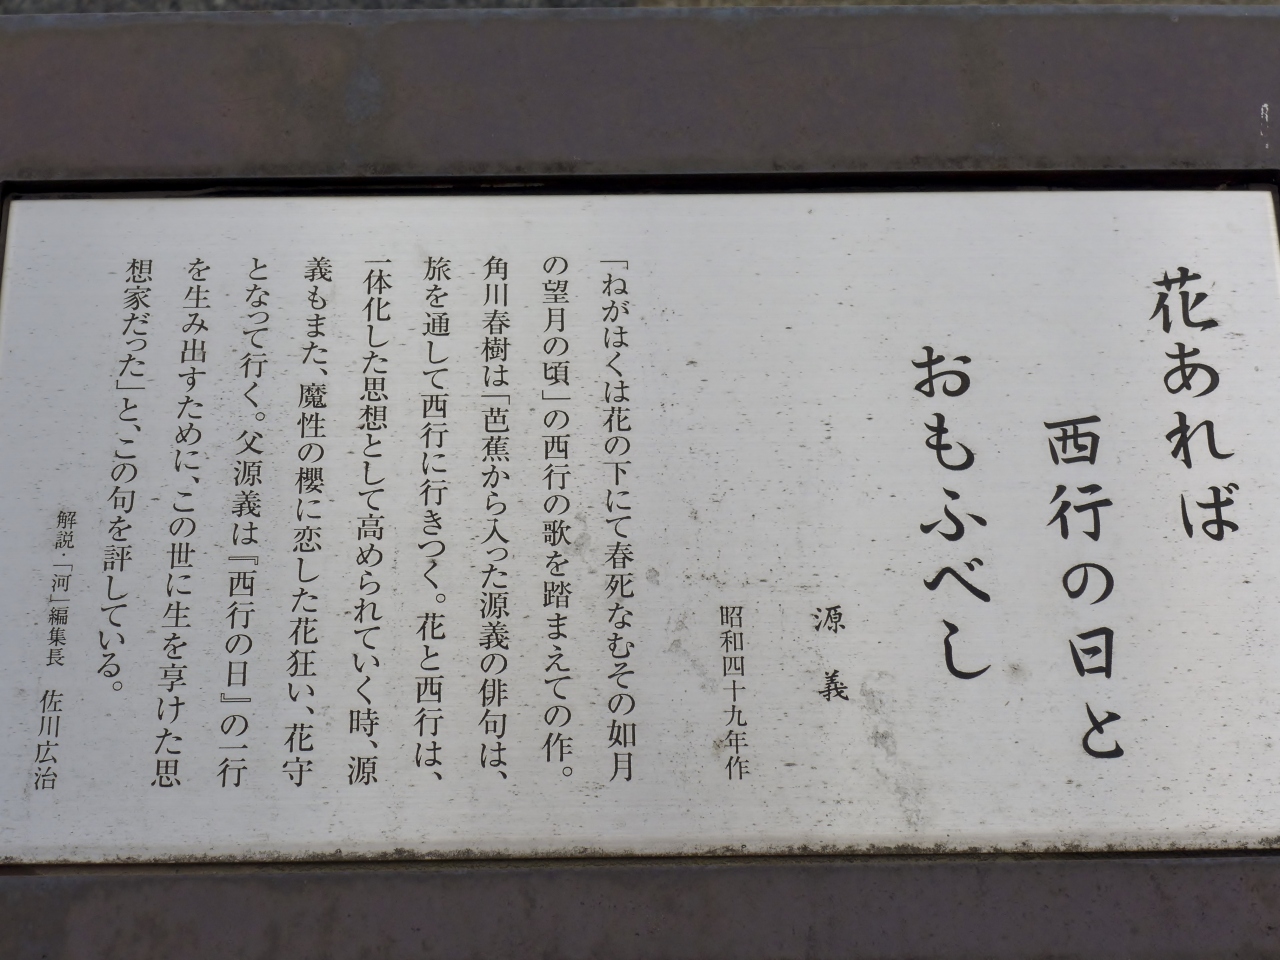 花あれば
西行の日と
おもふべし
源義
昭和四十九年作
「ねがはくは花の下にて春死なむその如月
の望月の頃」の西行の歌を踏まえての作。
角川春樹は「芭蕉から入った源義の俳句は、
旅を通して西行に行きつく。花と西行は、
一体化した思想として高められていく時、源
義もまた、魔性の櫻に恋した花狂い、花守
となって行く。父源義は『西行の日』の一行
を生み出すために、この世に生を享けた思
想家だった」と、この句を評している。
解説・「河」編集長 佐川広治